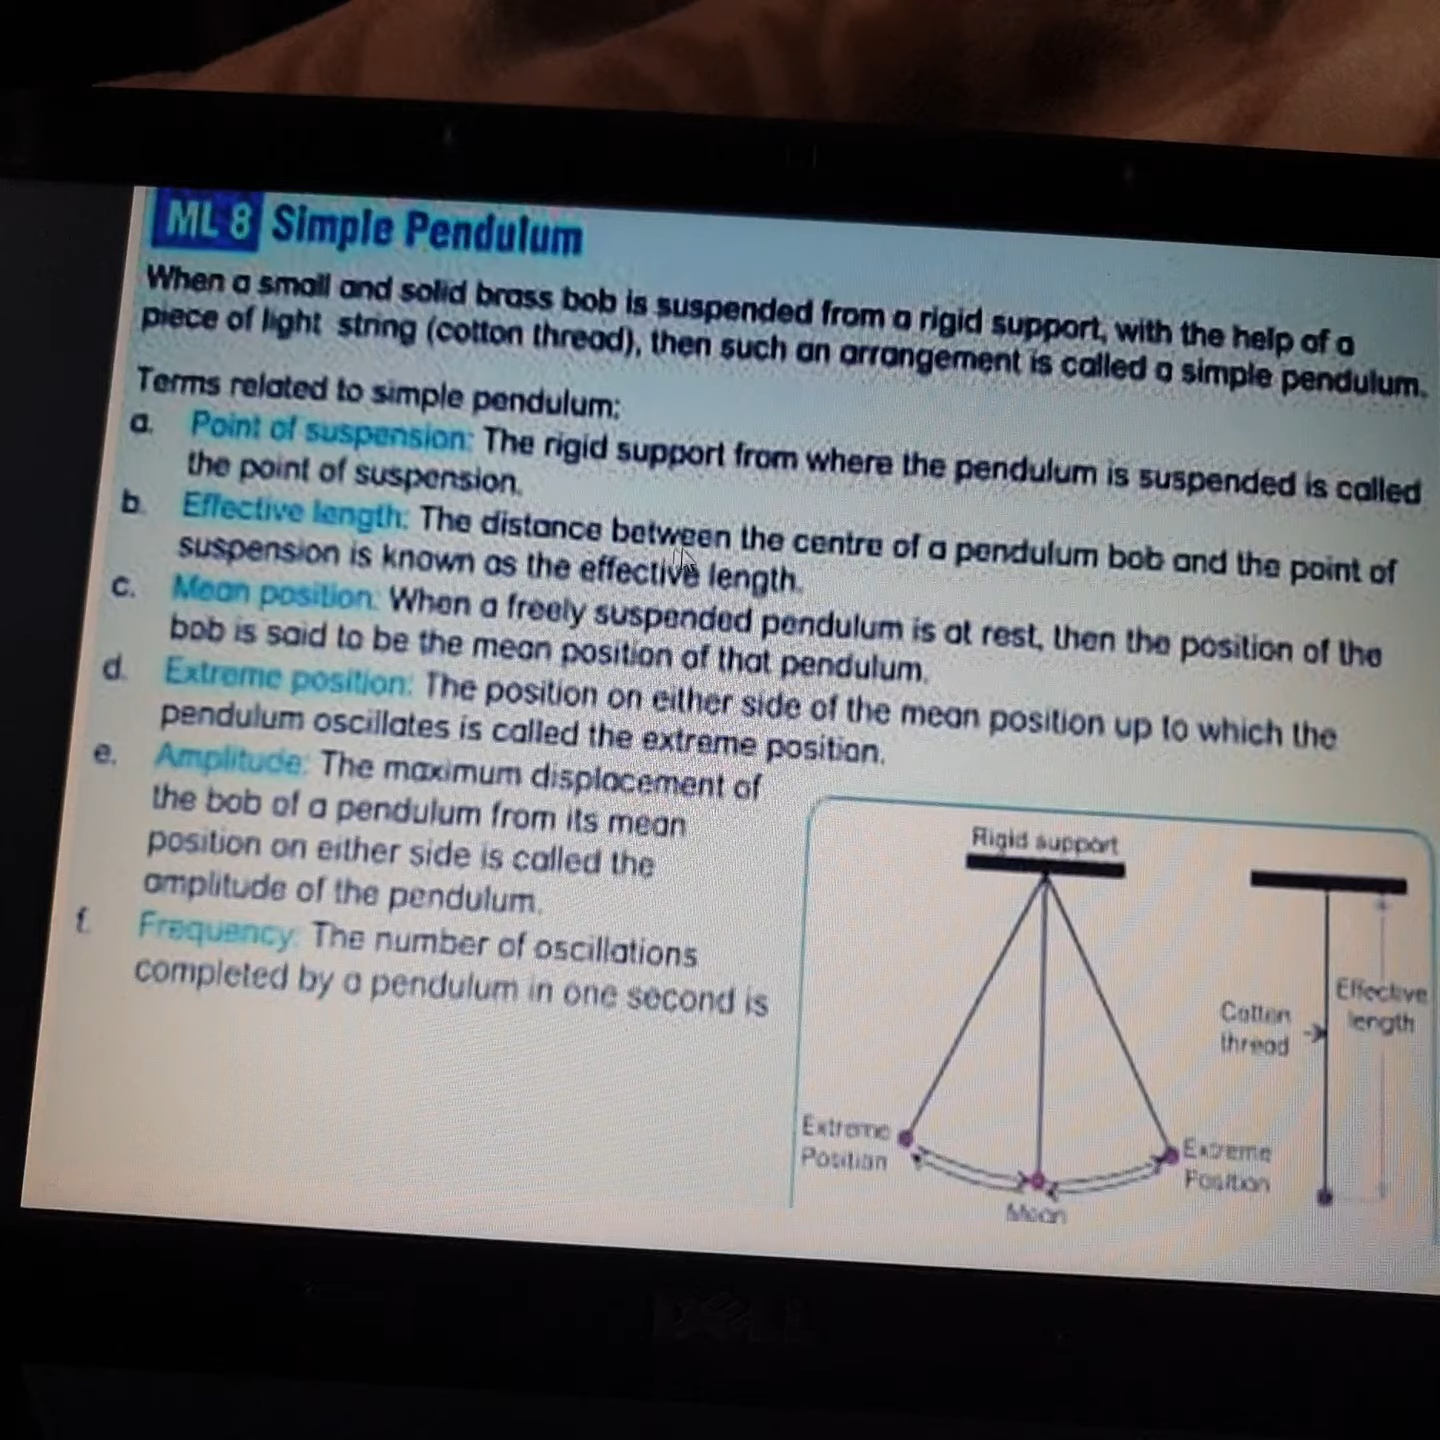 ML 8 Simple Pendulum
When a small and solid brass bob is suspended from a rigid support, with the help of a
piece of light string (cotton thread), then such an arrangement is called a simple pendulum.
Terms related to simple pendulum:
a. Point of suspension: The rigid support from where the pendulum is suspended is called
the point of suspension.
b. Effective length: The distance between the centre of a pendulum bob and the point of
suspension is known as the effective length.
c. Mean position: When a freely suspended pendulum is at rest, then the position of the
bob is said to be the mean position of that pendulum.
d. Extreme position: The position on either side of the mean position up to which the
pendulum oscillates is called the extreme position.
e. Amplitude: The maximum displacement of
the bob of a pendulum from its mean
position on either side is called the
amplitude of the pendulum.
f. Frequency: The number of oscillations
completed by a pendulum in one second is
Rigid support
Effective
length
Cotton
thread
Extreme
Position
Extreme
Position
Mean
DELL